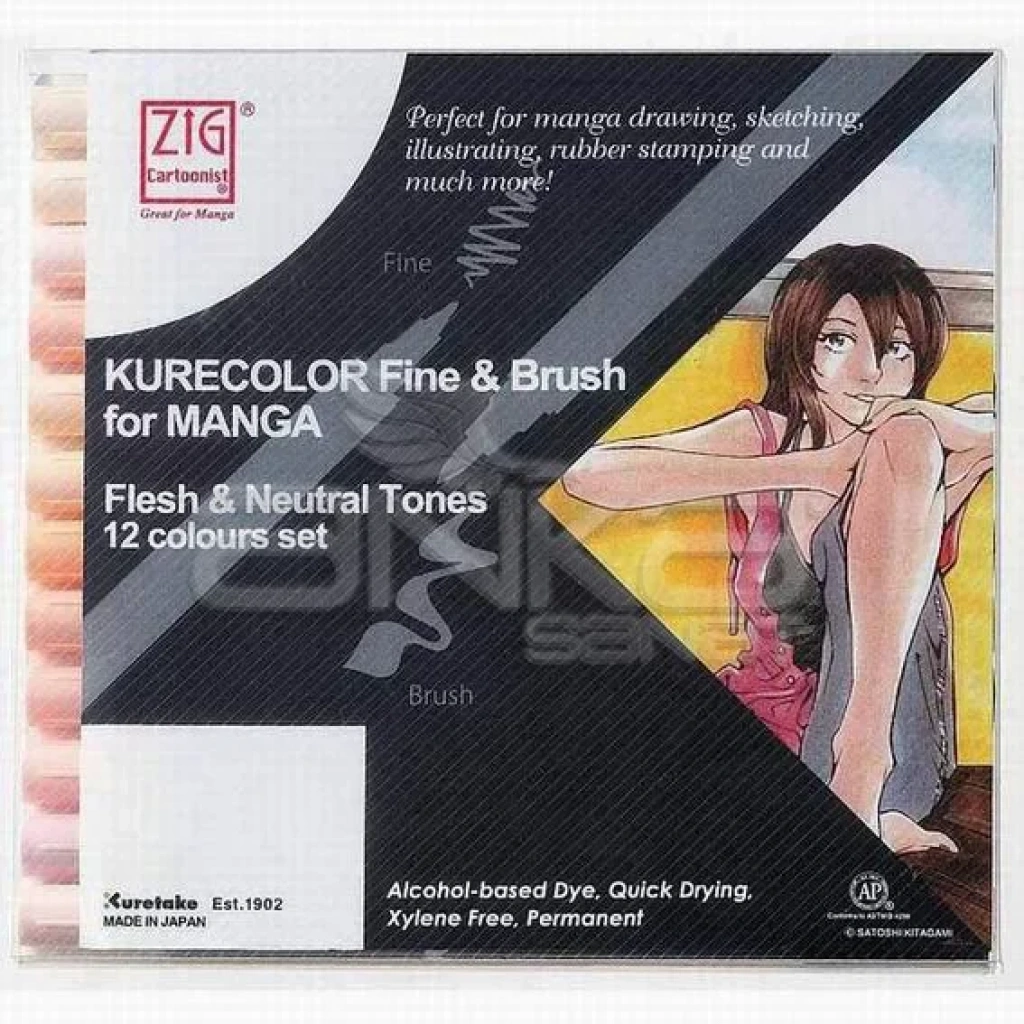 ZIG®
Cartoonist®
Great for Manga
Perfect for manga drawing, sketching,
illustrating, rubber stamping and
much more!
Fine
KURECOLOR Fine & Brush
for MANGA
Flesh & Neutral Tones
12 colours set
Brush
Kuretake Est.1902
MADE IN JAPAN
Alcohol-based Dye, Quick Drying,
Xylene Free, Permanent
AP
© SATOSHI KITAGAMI